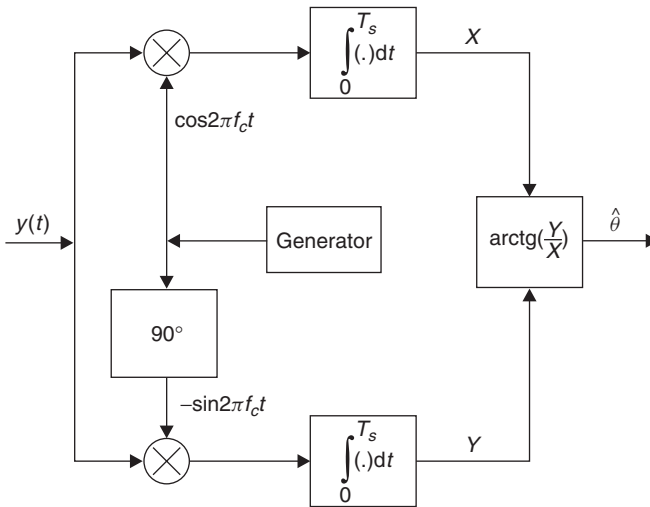 T_s
∫(.)dt
0
X
cos2πf_ct
y(t)
Generator
arctg(Y/X)
θ̂
90°
−sin2πf_ct
T_s
∫(.)dt
0
Y